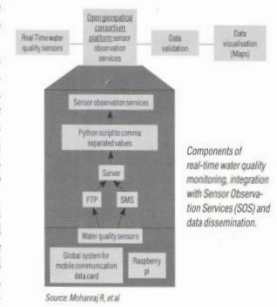 Real Time water
quality sensors
Open geospatial
consortium
platform sensor
observation
services
Data
validation
Data
visualisation
(Maps)
Sensor observation services
Python script to comma
separated values
Server
FTP
SMS
Water quality sensors
Global system for
mobile communication
data card
Raspberry
pi
Components of
real-time water quality
monitoring, integration
with Sensor Observa-
tion Services (SOS) and
data dissemination.
Source: Mohanraj R, et al